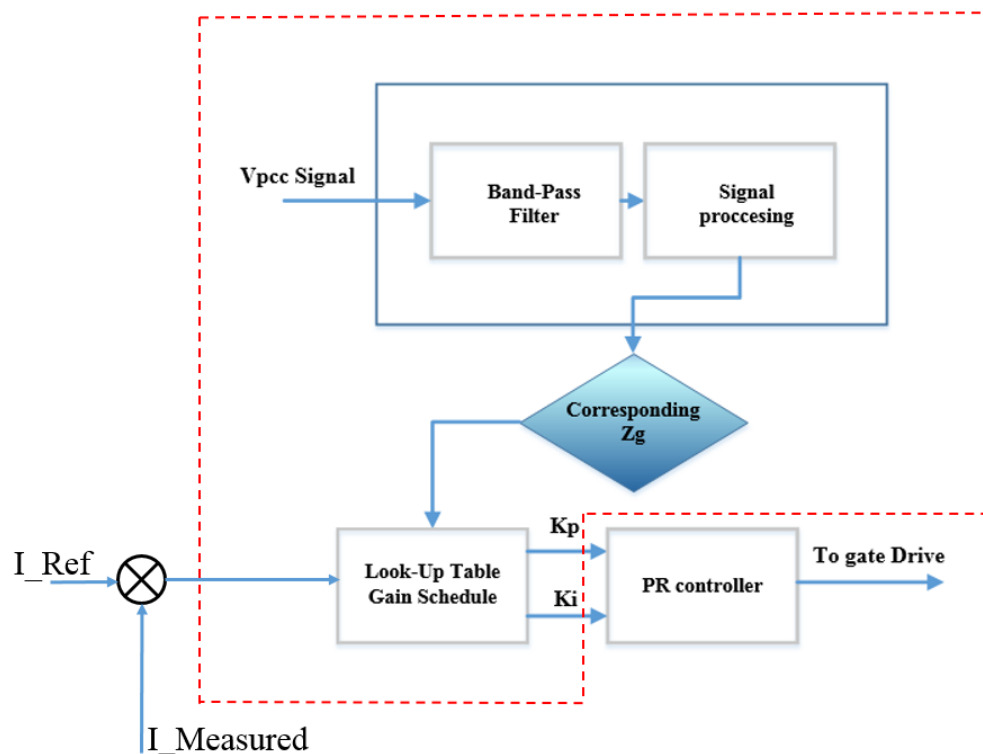 Vpcc Signal
Band-Pass
Filter
Signal
proccesing
Corresponding
Zg
I_Ref
Look-Up Table
Gain Schedule
Kp
Ki
PR controller
To gate Drive
I_Measured